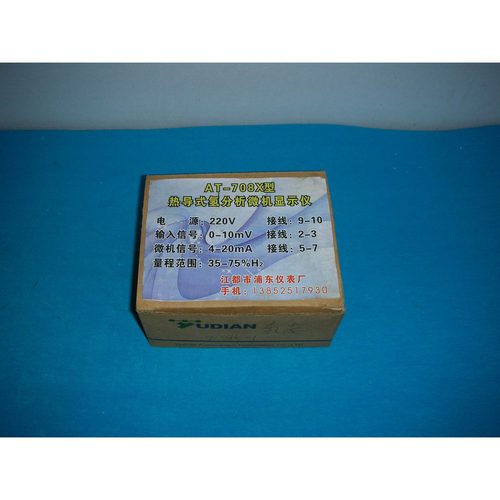 AT-708X型
热导式氢分析微机显示仪
电 源: 220V 接线: 9-10
输入信号: 0-10mV 接线: 2-3
微机信号: 4-20mA 接线: 5-7
量程范围: 35-75%H₂
江都市浦东仪表厂
手机: 13852517930
YUDIAN